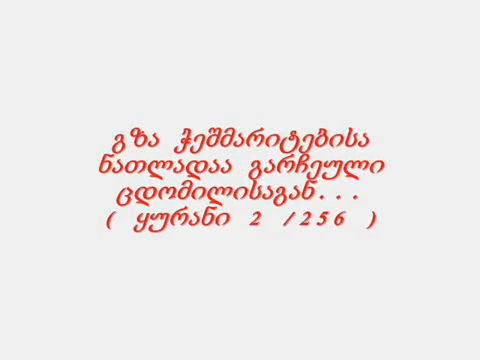 გზა ჭეშმარიტებისა
ნათლადაა გარჩეული
ცდომილისაგან...
( ყურანი 2 /256 )